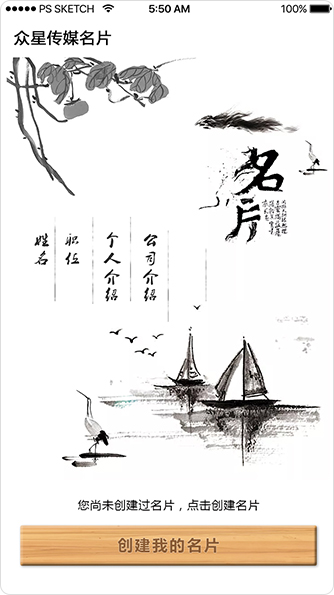 PS SKETCH
5:50 AM
100%
众星传媒名片
名片
公司介绍
个人介绍
职位
姓名
您尚未创建过名片，点击创建名片
创建我的名片